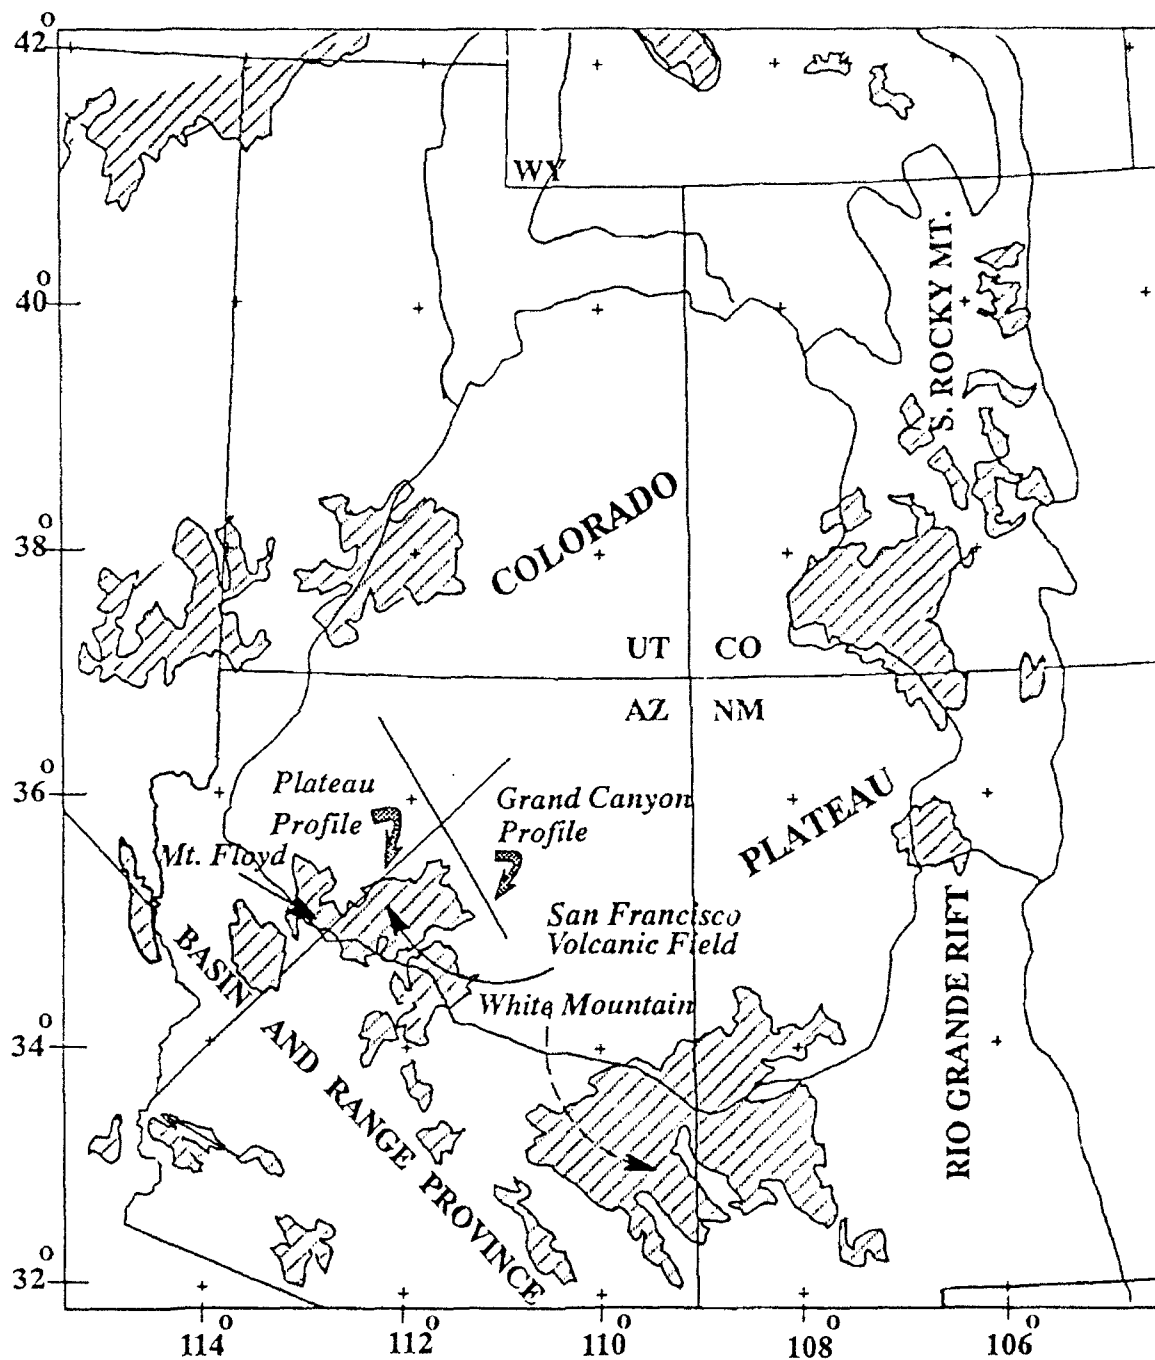 42°
WY
S. ROCKY MT.
40°
COLORADO
38°
UT
CO
AZ
NM
36°
Plateau
Profile
Grand Canyon
Profile
PLATEAU
Mt. Floyd
San Francisco
Volcanic Field
BASIN AND RANGE PROVINCE
White Mountain
RIO GRANDE RIFT
34°
32°
114°
112°
110°
108°
106°